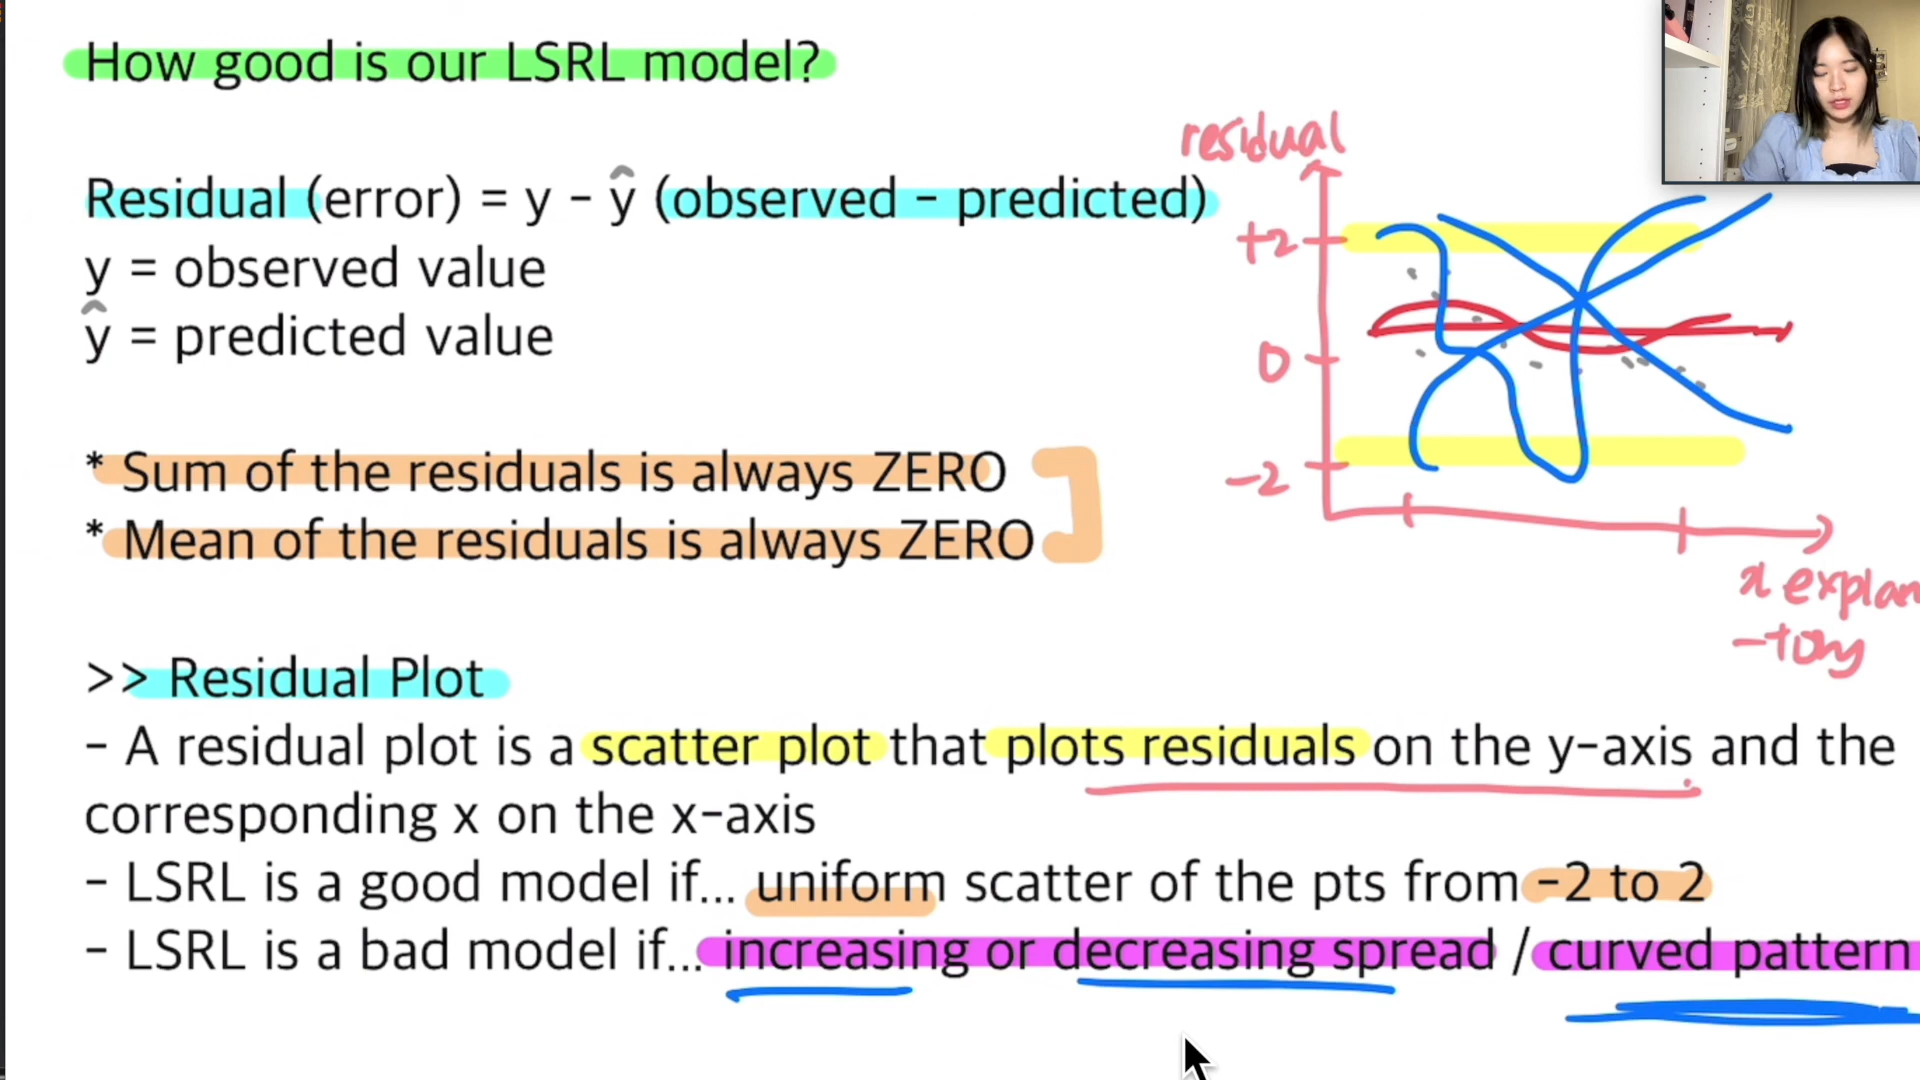 How good is our LSRL model?
residual
Residual (error) = y - ŷ (observed - predicted)
+2
y = observed value
ŷ = predicted value
0
* Sum of the residuals is always ZERO
-2
* Mean of the residuals is always ZERO
x explan
-tory
>> Residual Plot
- A residual plot is a scatter plot that plots residuals on the y-axis and the
corresponding x on the x-axis
- LSRL is a good model if... uniform scatter of the pts from -2 to 2
- LSRL is a bad model if... increasing or decreasing spread / curved pattern